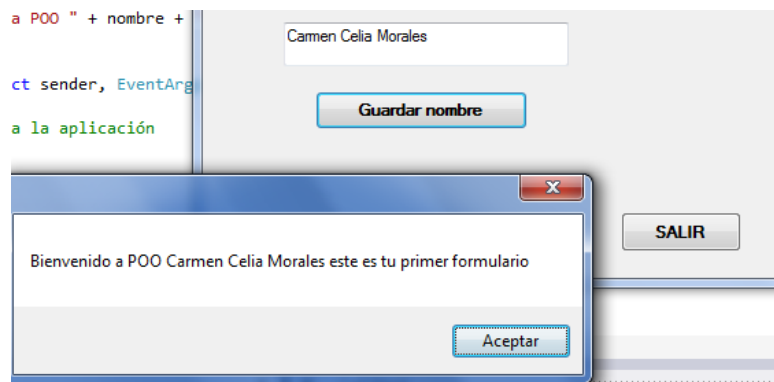 a POO " + nombre +
ct sender, EventArg
a la aplicación
Carmen Celia Morales
Guardar nombre
SALIR
Bienvenido a POO Carmen Celia Morales este es tu primer formulario
Aceptar